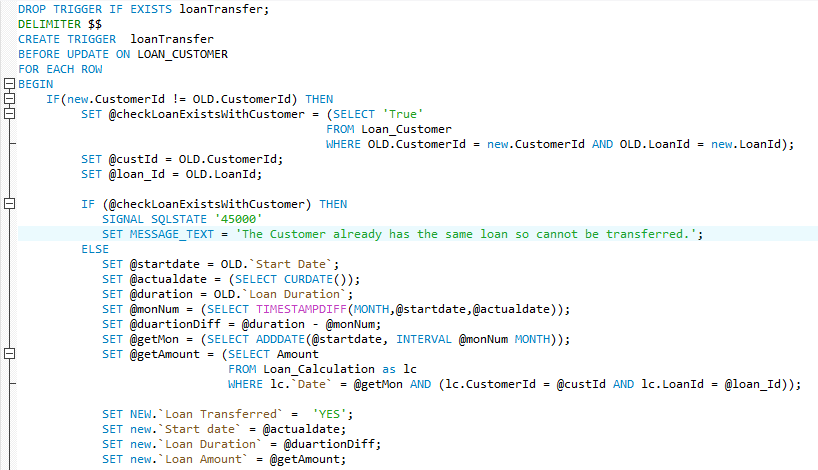 DROP TRIGGER IF EXISTS loanTransfer;
DELIMITER $$
CREATE TRIGGER  loanTransfer
BEFORE UPDATE ON LOAN_CUSTOMER
FOR EACH ROW
BEGIN
    IF(new.CustomerId != OLD.CustomerId) THEN
         SET @checkLoanExistsWithCustomer = (SELECT 'True'
                                            FROM Loan_Customer
                                            WHERE OLD.CustomerId = new.CustomerId AND OLD.LoanId = new.LoanId);
         SET @custId = OLD.CustomerId;
         SET @loan_Id = OLD.LoanId;
         IF (@checkLoanExistsWithCustomer) THEN
            SIGNAL SQLSTATE '45000'
            SET MESSAGE_TEXT = 'The Customer already has the same loan so cannot be transferred.';
         ELSE
            SET @startdate = OLD.`Start Date`;
            SET @actualdate = (SELECT CURDATE());
            SET @duration = OLD.`Loan Duration`;
            SET @monNum = (SELECT TIMESTAMPDIFF(MONTH,@startdate,@actualdate));
            SET @duartionDiff = @duration - @monNum;
            SET @getMon = (SELECT ADDDATE(@startdate, INTERVAL @monNum MONTH));
            SET @getAmount = (SELECT Amount
                              FROM Loan_Calculation as lc
                              WHERE lc.`Date` = @getMon AND (lc.CustomerId = @custId AND lc.LoanId = @loan_Id));
            SET NEW.`Loan Transferred` =  'YES';
            SET new.`Start date` = @actualdate;
            SET new.`Loan Duration` = @duartionDiff;
            SET new.`Loan Amount` = @getAmount;